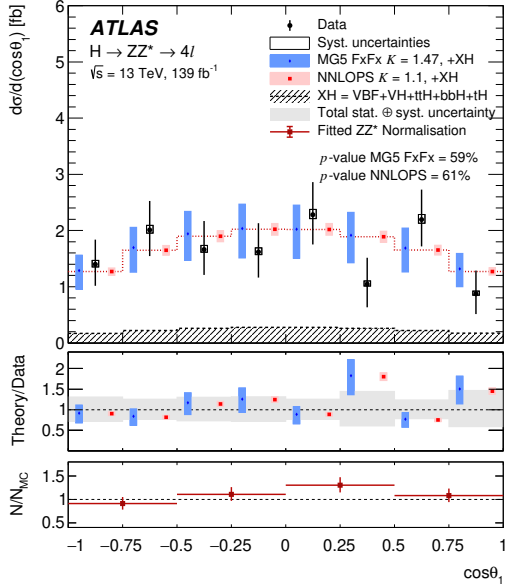 dσ/d(cosθ₁) [fb]
6
5
4
3
2
1
0
ATLAS
H → ZZ* → 4l
√s = 13 TeV, 139 fb⁻¹
Data
Syst. uncertainties
MG5 FxFx K = 1.47, +XH
NNLOPS K = 1.1, +XH
XH = VBF+VH+ttH+bbH+tH
Total stat. ⊕ syst. uncertainty
Fitted ZZ* Normalisation
p-value MG5 FxFx = 59%
p-value NNLOPS = 61%
Theory/Data
2
1.5
1
0.5
N/N_MC
1.5
1
0.5
−1 −0.75 −0.5 −0.25 0 0.25 0.5 0.75 1
cosθ₁